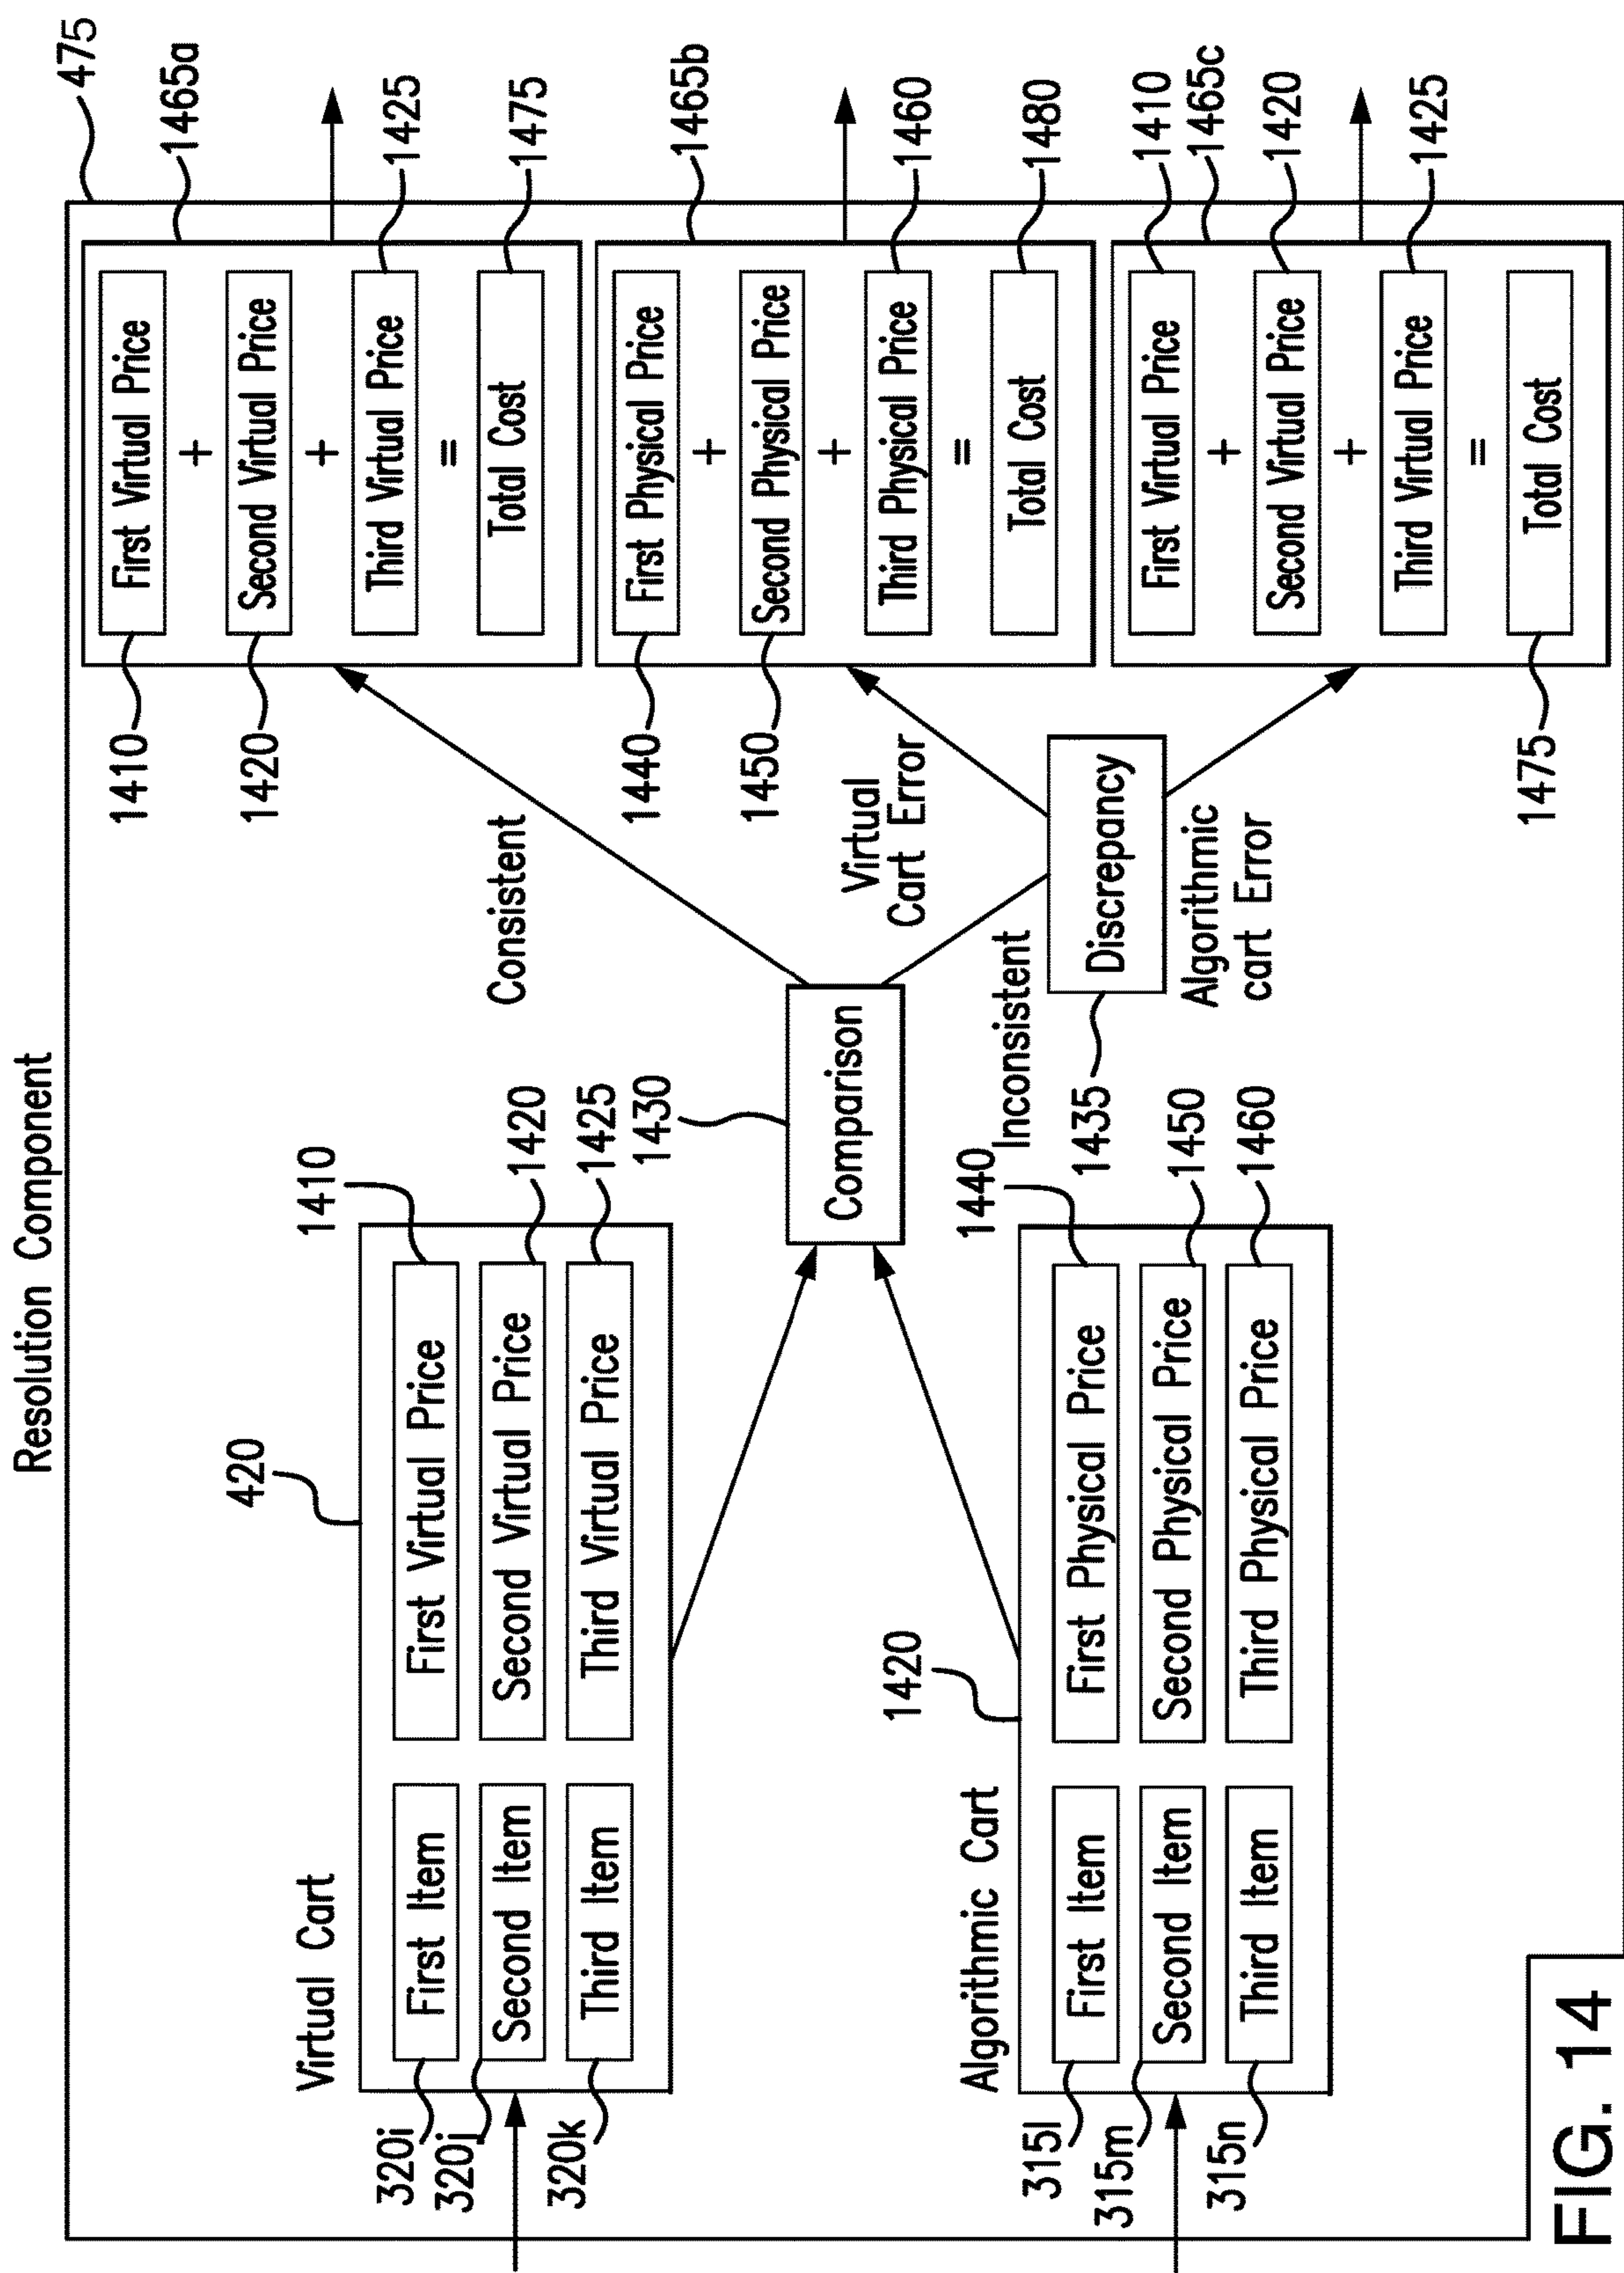 Resolution Component
475
Virtual Cart
420
320i
First Item
First Virtual Price
1410
320j
Second Item
Second Virtual Price
1420
320k
Third Item
Third Virtual Price
1425
Algorithmic Cart
1420
315l
First Item
First Physical Price
1440
315m
Second Item
Second Physical Price
1450
315n
Third Item
Third Physical Price
1460
1430
Comparison
Consistent
Inconsistent
1435
Discrepancy
Virtual
Cart Error
Algorithmic
cart Error
1465a
1410
First Virtual Price
+
1420
Second Virtual Price
+
Third Virtual Price
1425
=
Total Cost
1475
1465b
1440
First Physical Price
+
1450
Second Physical Price
+
Third Physical Price
1460
=
Total Cost
1480
First Virtual Price
1410
1465c
+
Second Virtual Price
1420
+
Third Virtual Price
1425
=
1475
Total Cost
FIG. 14